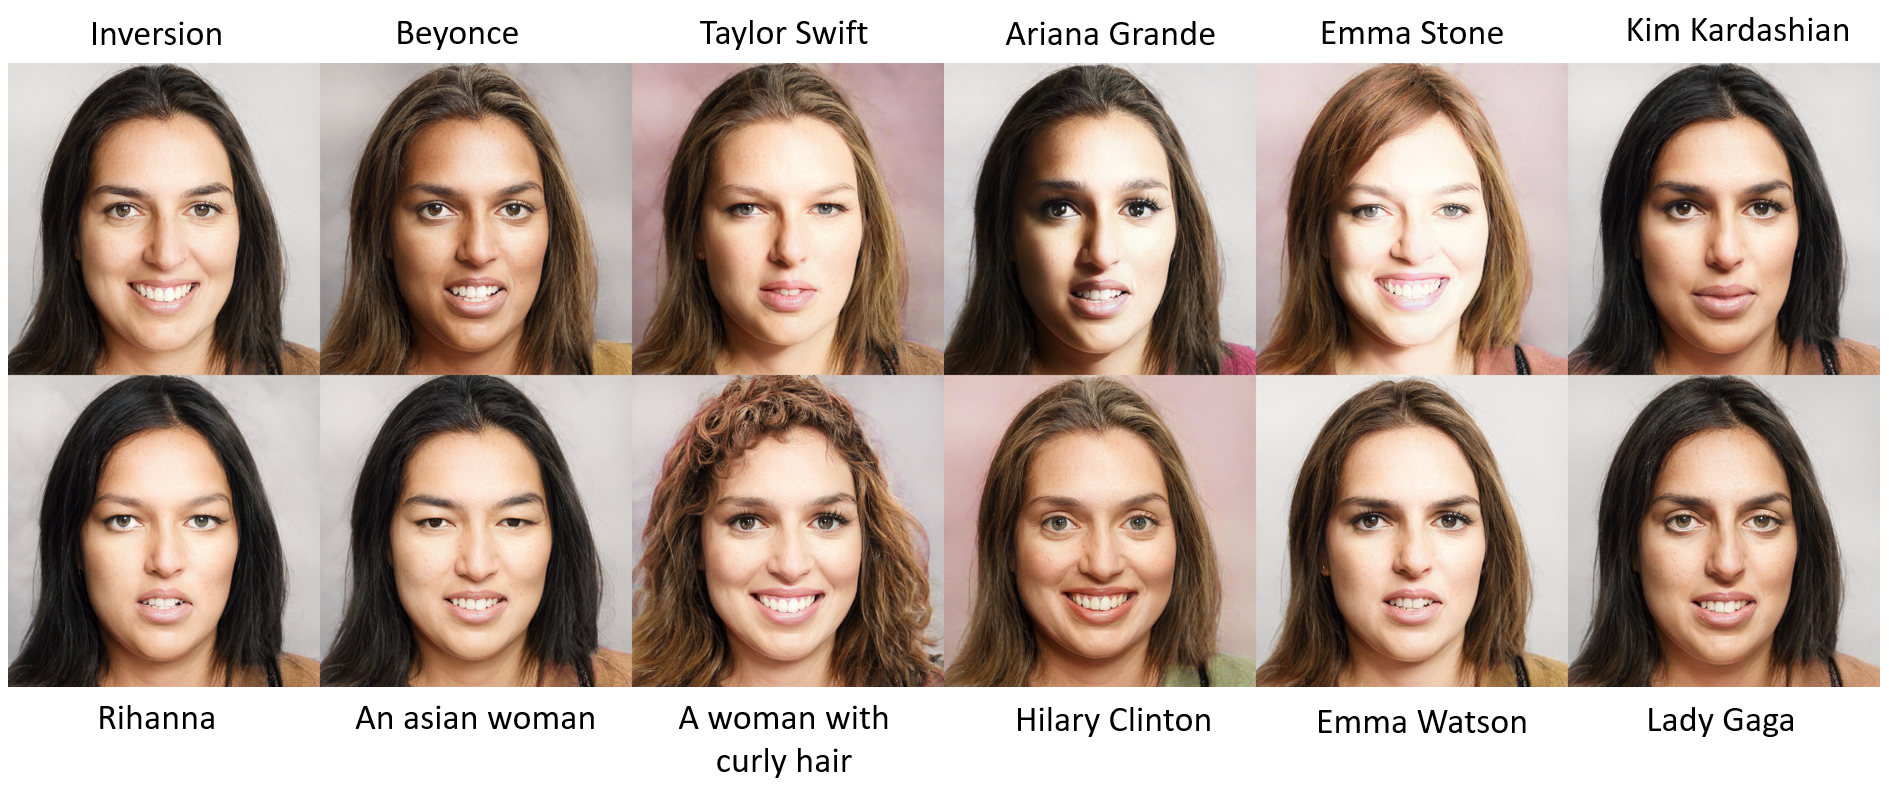 Inversion
Beyonce
Taylor Swift
Ariana Grande
Emma Stone
Kim Kardashian
Rihanna
An asian woman
A woman with
curly hair
Hilary Clinton
Emma Watson
Lady Gaga